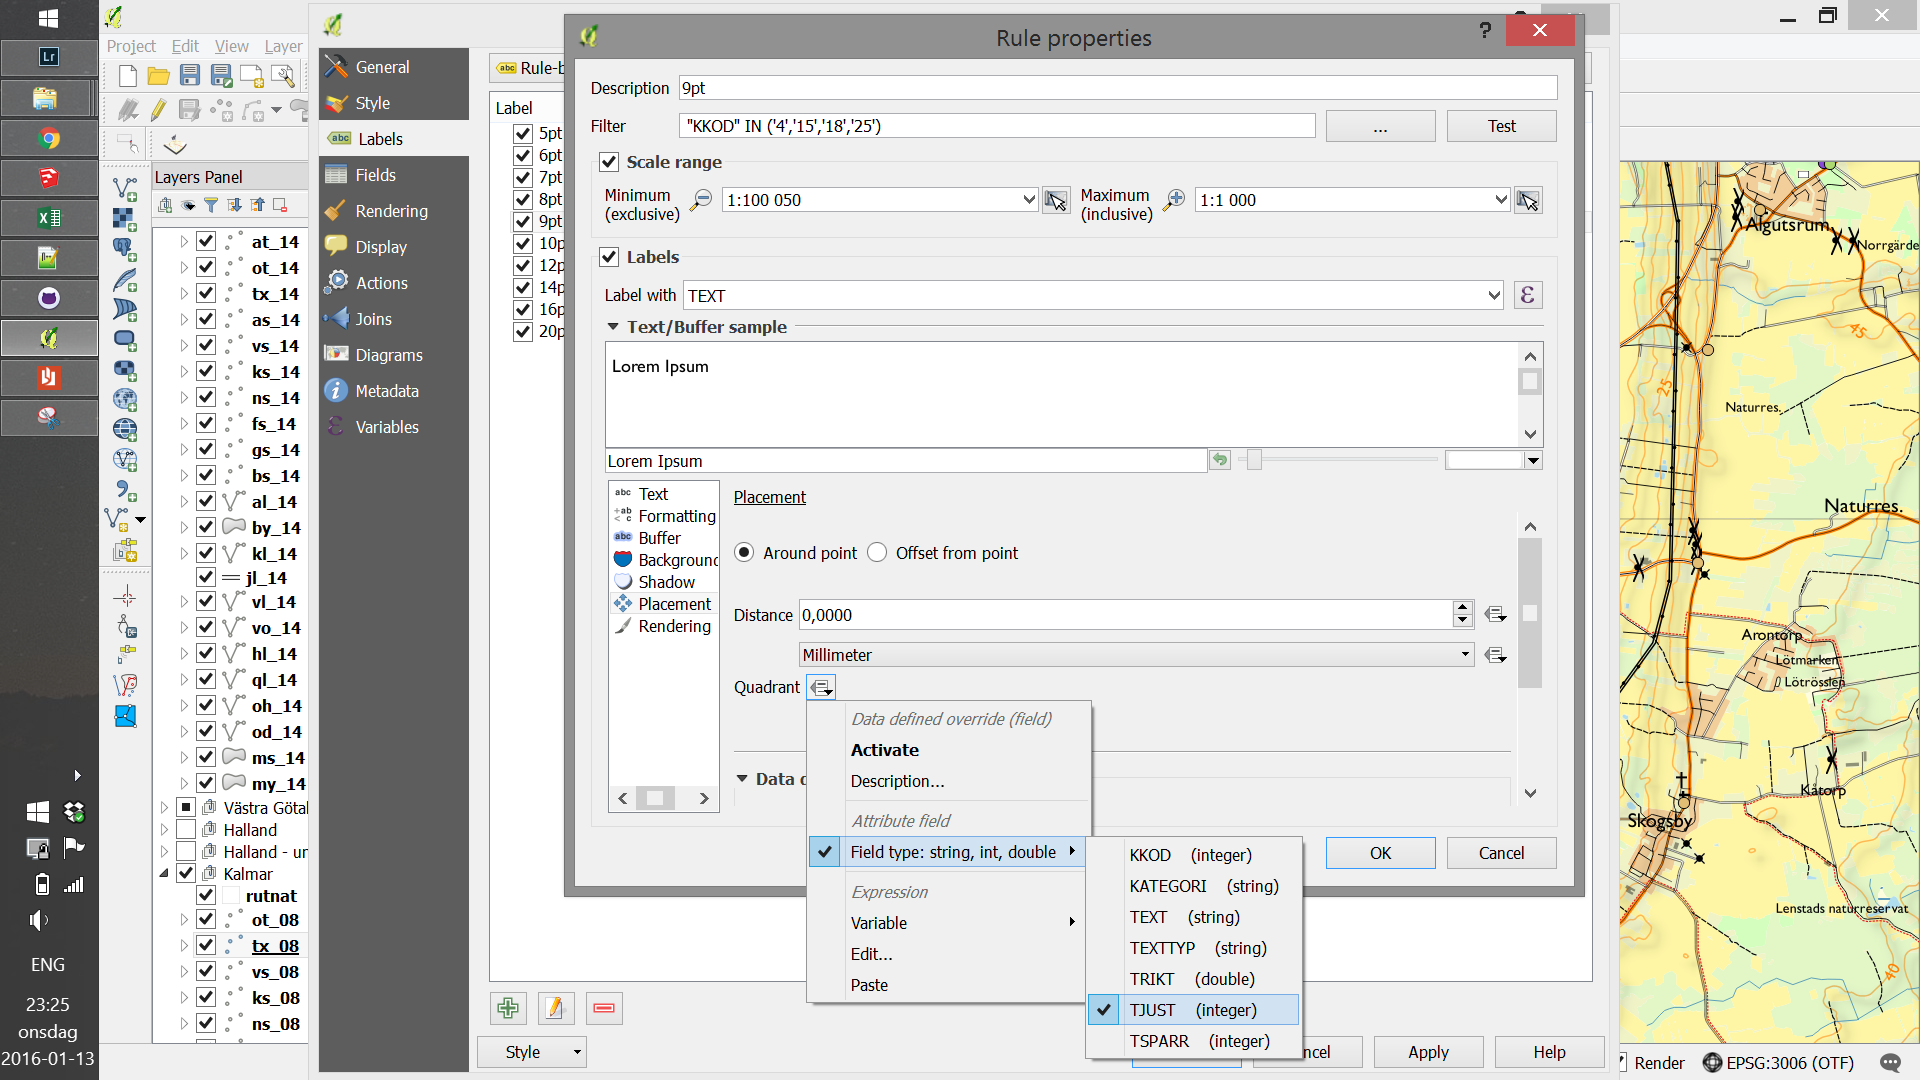 Project Edit View Layer
Layers Panel
at_14
ot_14
tx_14
as_14
vs_14
ks_14
ns_14
fs_14
gs_14
bs_14
al_14
by_14
kl_14
jl_14
vl_14
vo_14
hl_14
ql_14
oh_14
od_14
ms_14
my_14
Västra Götal
Halland
Halland - ur
Kalmar
rutnat
ot_08
tx_08
vs_08
ks_08
ns_08
Lr
ENG
23:25
onsdag
2016-01-13
General
Style
abc Labels
Fields
Rendering
Display
Actions
Joins
Diagrams
Metadata
Variables
abc Rule-b
Label
5pt
6pt
7pt
8pt
9pt
10p
12p
14p
16p
20p
Style
Rule properties
?
Description 9pt
Filter "KKOD" IN ('4','15','18','25')
... Test
Scale range
Minimum (exclusive) 1:100 050
Maximum (inclusive) 1:1 000
Labels
Label with TEXT ε
Text/Buffer sample
Lorem Ipsum
Lorem Ipsum
abc Text
Formatting
abc Buffer
Background
Shadow
Placement
Rendering
Placement
Around point Offset from point
Distance 0,0000
Millimeter
Quadrant
Data d
Data defined override (field)
Activate
Description...
Attribute field
Field type: string, int, double
Expression
Variable
Edit...
Paste
KKOD (integer)
KATEGORI (string)
TEXT (string)
TEXTTYP (string)
TRIKT (double)
TJUST (integer)
TSPARR (integer)
OK Cancel
ncel Apply Help
Algutsrum
Norrgärde
45
25
Naturres.
Naturres.
Arontorp
Lötmarken
Lötrösslen
Kåtorp
Skogsby
Lenstads naturreservat
40
Render EPSG:3006 (OTF)